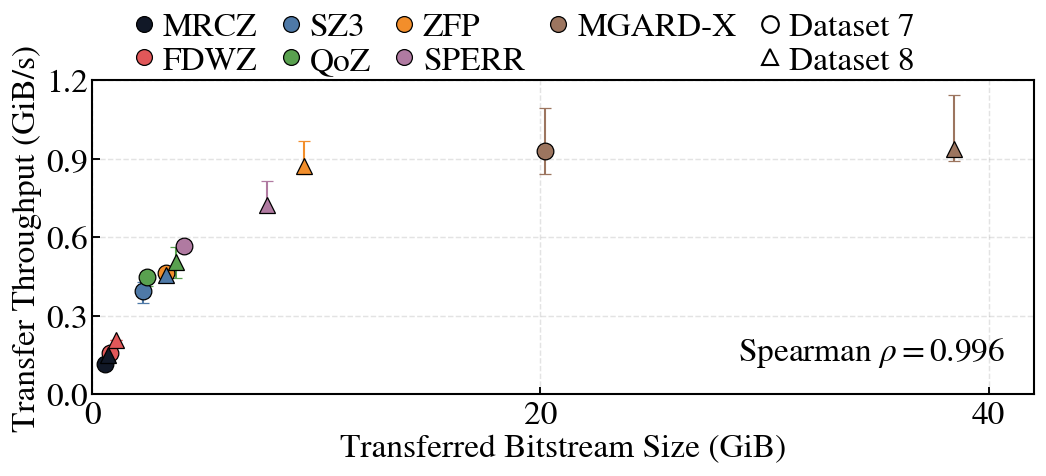 MRCZ SZ3 ZFP MGARD-X Dataset 7
FDWZ QoZ SPERR Dataset 8
Transfer Throughput (GiB/s)
1.2
0.9
0.6
0.3
0.0
Spearman ρ = 0.996
0 20 40
Transferred Bitstream Size (GiB)